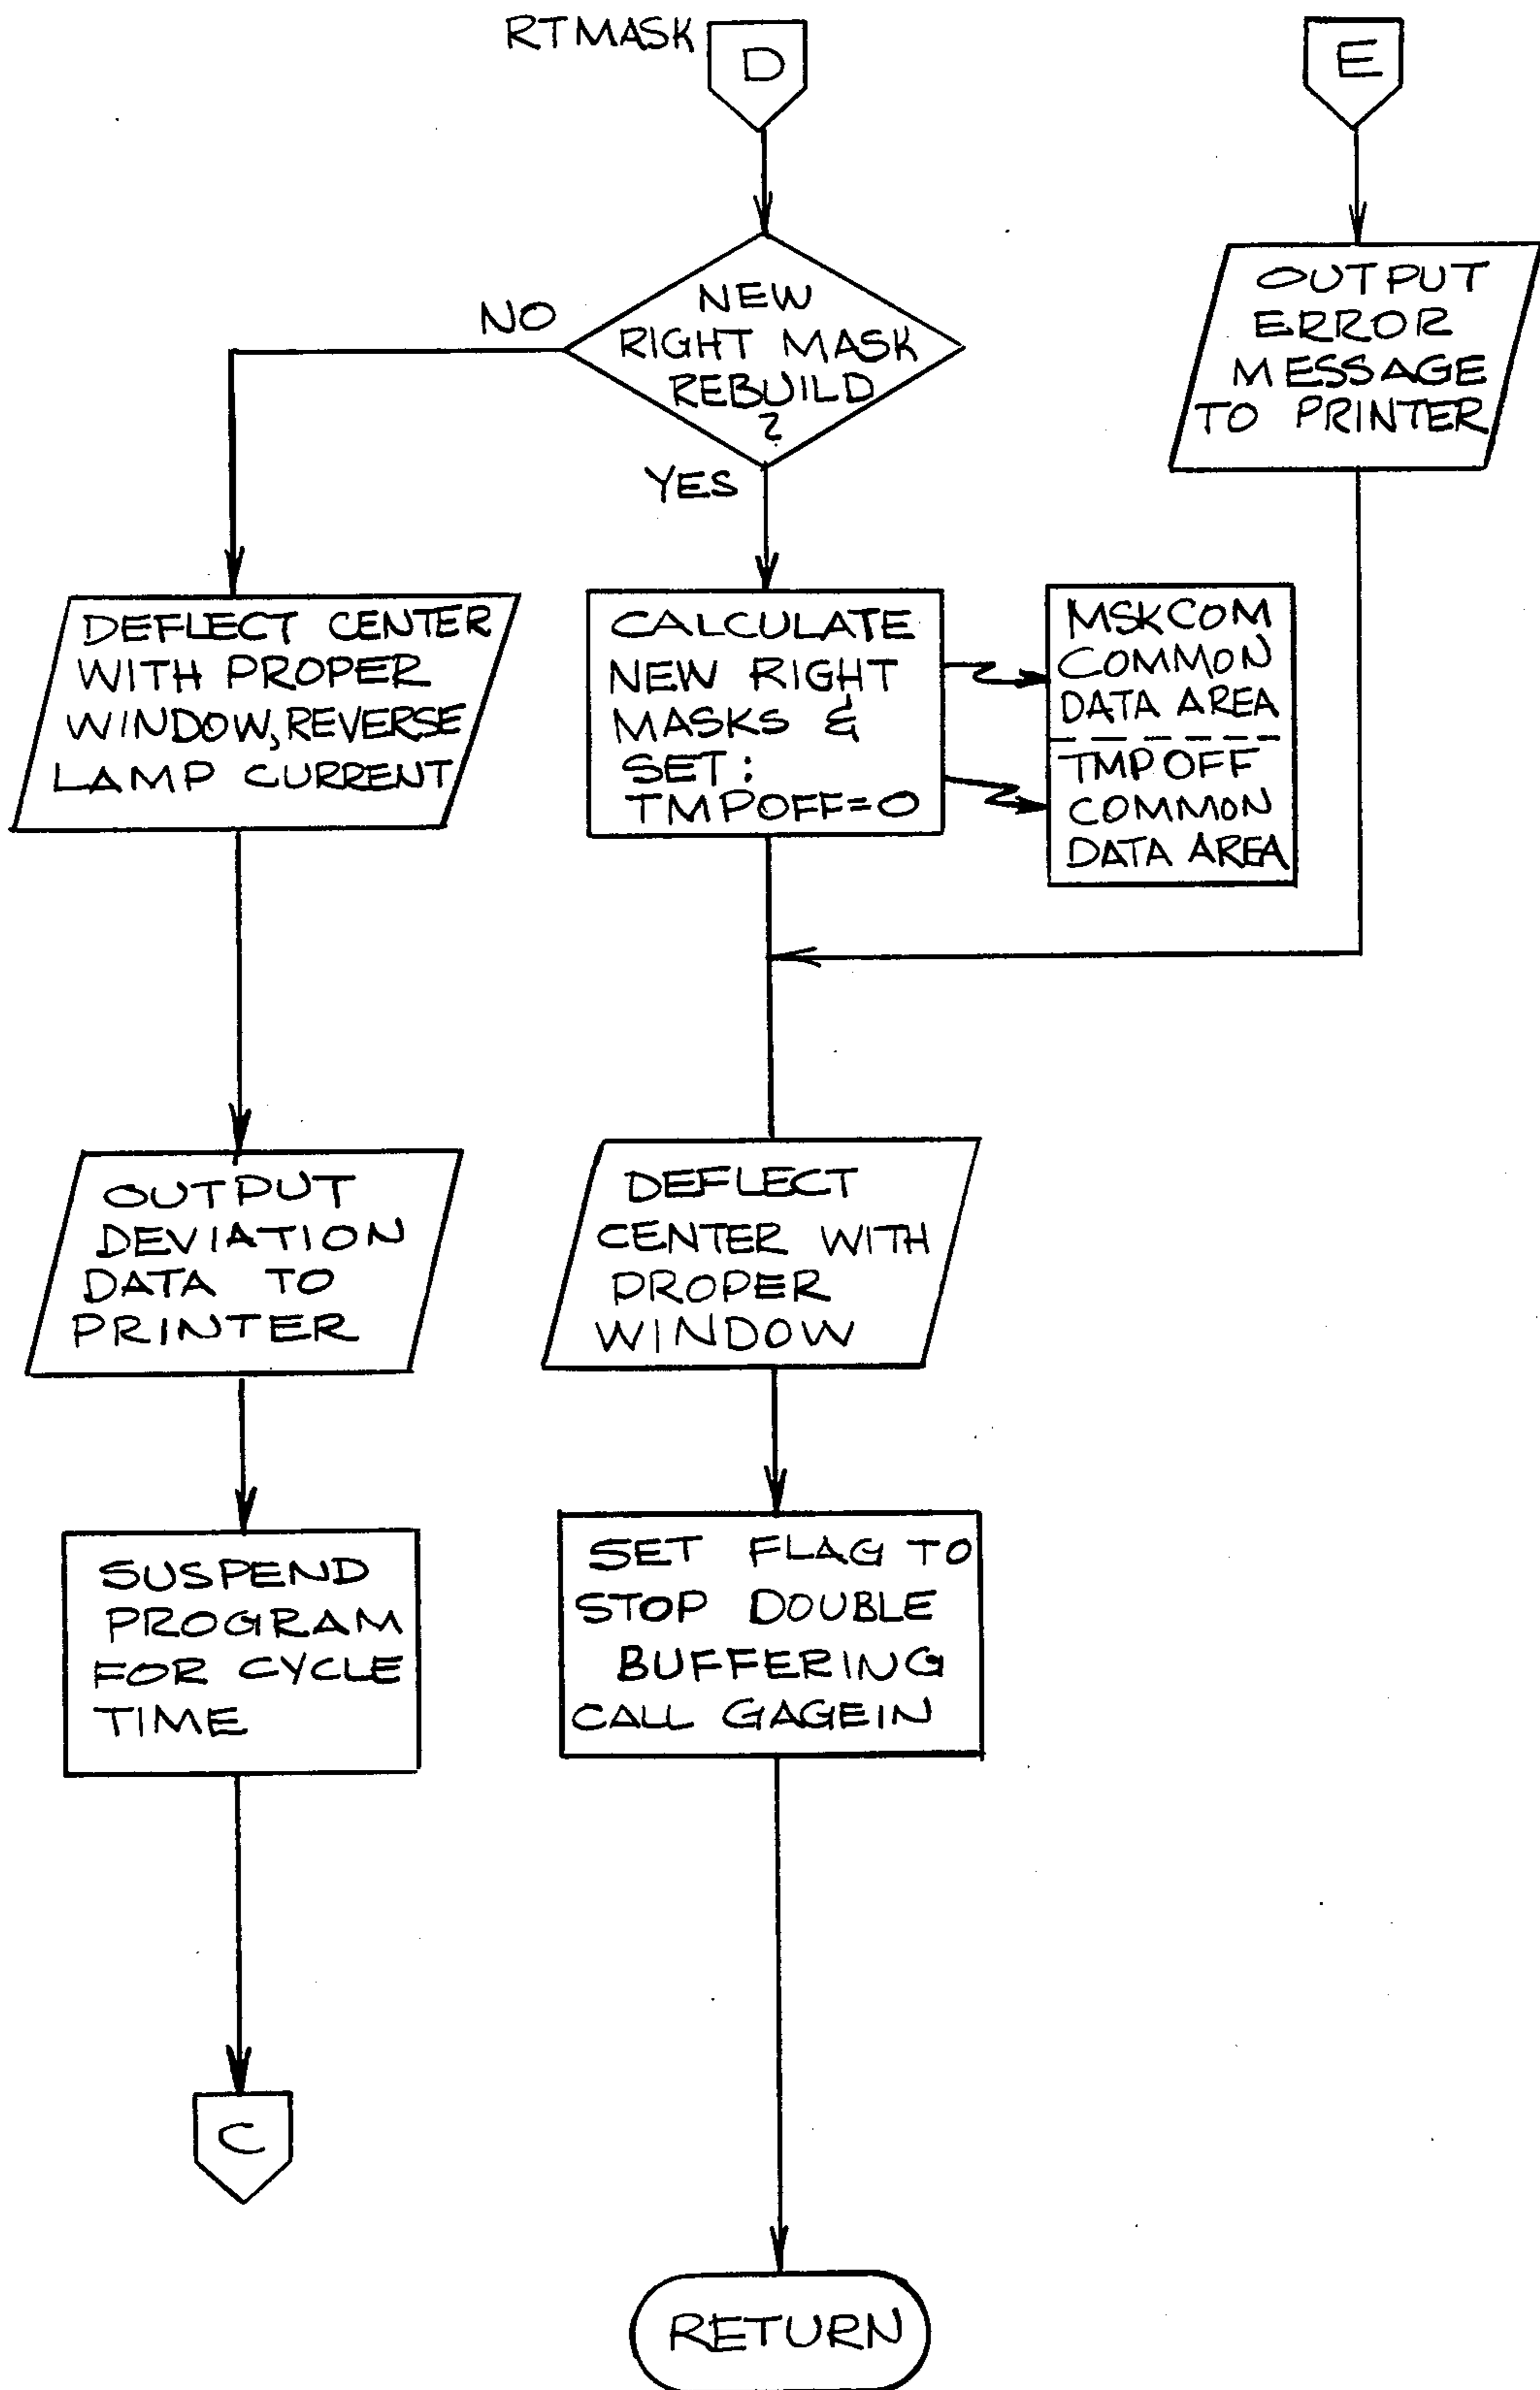 RTMASK
D
E
NEW
RIGHT MASK
REBUILD
?
NO
YES
OUTPUT
ERROR
MESSAGE
TO PRINTER
DEFLECT CENTER
WITH PROPER
WINDOW, REVERSE
LAMP CURRENT
CALCULATE
NEW RIGHT
MASKS &
SET:
TMPOFF=0
MSKCOM
COMMON
DATA AREA
TMPOFF
COMMON
DATA AREA
OUTPUT
DEVIATION
DATA TO
PRINTER
DEFLECT
CENTER WITH
PROPER
WINDOW
SUSPEND
PROGRAM
FOR CYCLE
TIME
SET FLAG TO
STOP DOUBLE
BUFFERING
CALL GAGEIN
C
RETURN